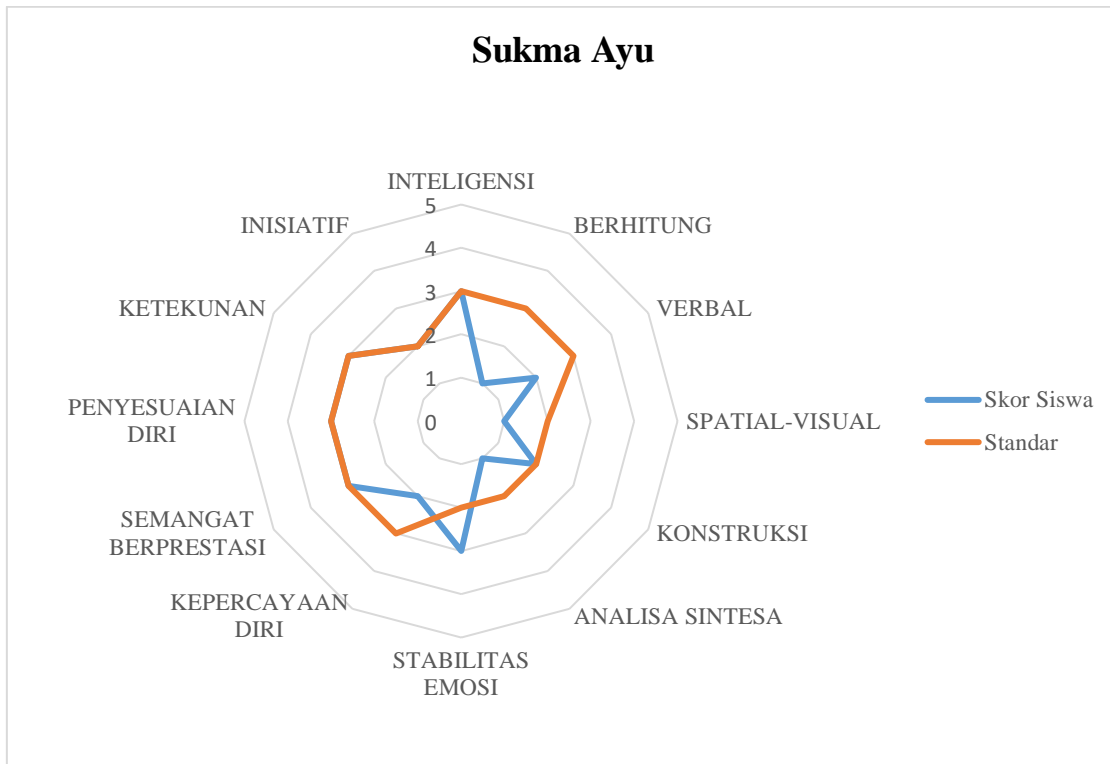 Sukma Ayu
INTELIGENSI
BERHITUNG
VERBAL
SPATIAL-VISUAL
KONSTRUKSI
ANALISA SINTESA
STABILITAS
EMOSI
KEPERCAYAAN
DIRI
SEMANGAT
BERPRESTASI
PENYESUAIAN
DIRI
KETEKUNAN
INISIATIF
5
4
3
2
1
0
Skor Siswa
Standar